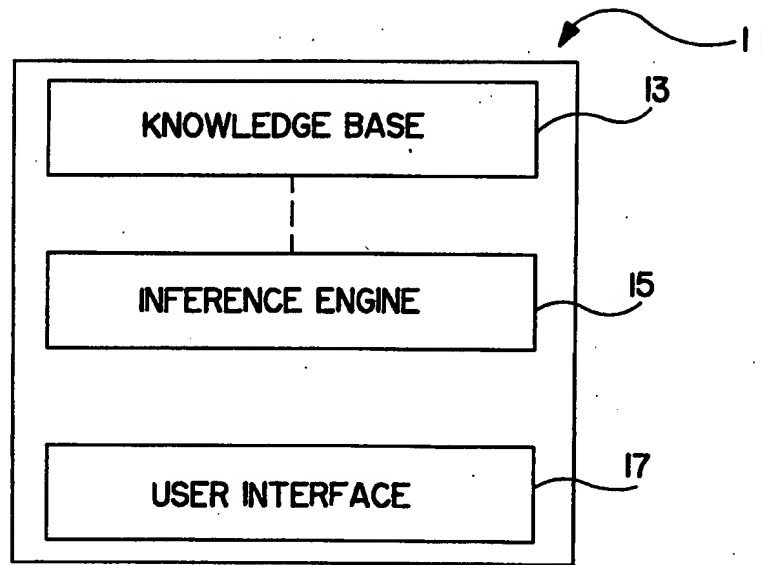 11
KNOWLEDGE BASE
13
INFERENCE ENGINE
15
USER INTERFACE
17